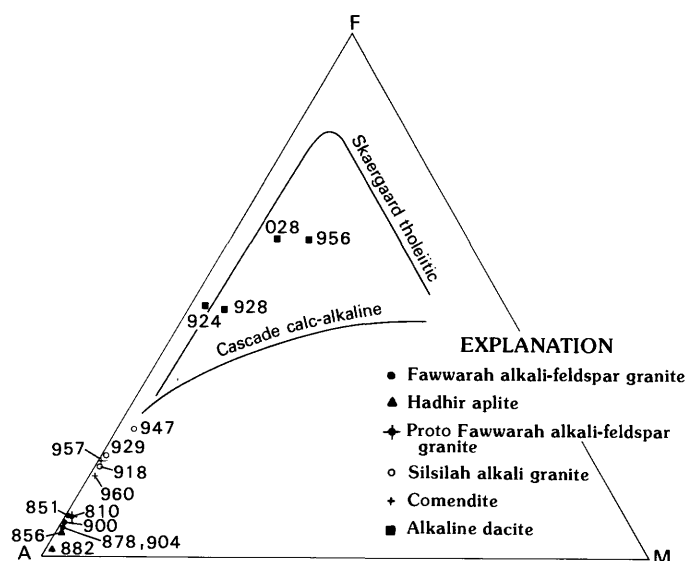 F
Skaergaard tholeiitic
028
956
924
928
Cascade calc-alkaline
EXPLANATION
Fawwarah alkali-feldspar granite
Hadhir aplite
Proto Fawwarah alkali-feldspar
granite
Silsilah alkali granite
Comendite
Alkaline dacite
947
957
929
918
960
851
810
900
856
878,904
882
A
M